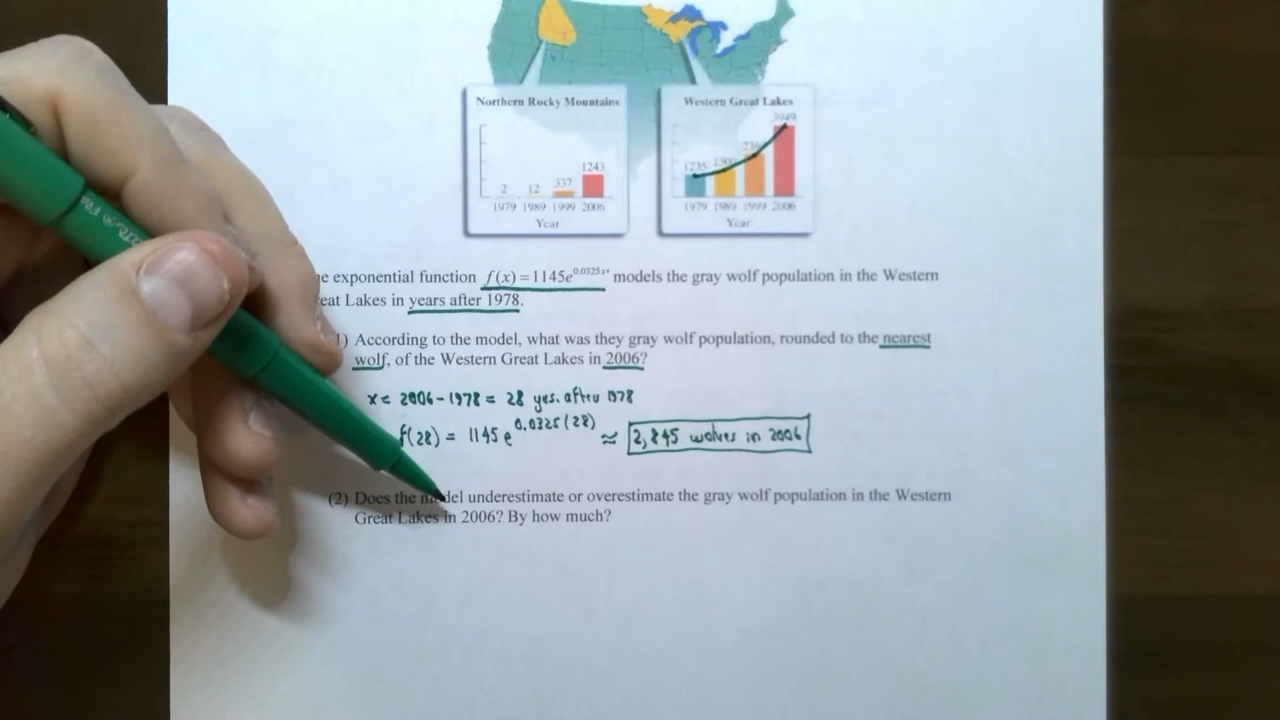 Northern Rocky Mountains
1243
337
12
2
1979 1989 1999 2006
Year
Western Great Lakes
3949
1235
1979 1989 1999 2006
Year
exponential function f(x) = 1145e^0.0325x models the gray wolf population in the Western
eat Lakes in years after 1978.
1) According to the model, what was they gray wolf population, rounded to the nearest
wolf, of the Western Great Lakes in 2006?
x = 2006 - 1978 = 28 yrs. after 1978
f(28) = 1145 e^0.0325(28) ≈ 2,845 wolves in 2006
(2) Does the model underestimate or overestimate the gray wolf population in the Western
Great Lakes in 2006? By how much?